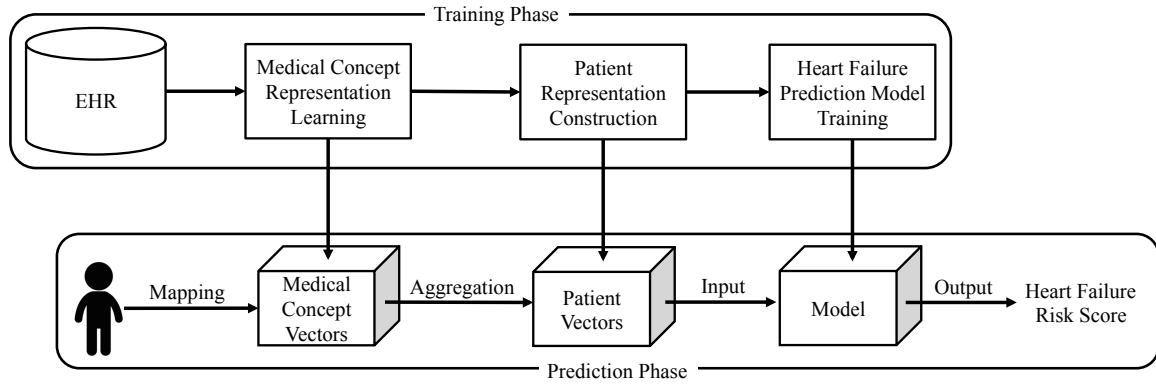 Training Phase
EHR
Medical Concept
Representation
Learning
Patient
Representation
Construction
Heart Failure
Prediction Model
Training
Mapping
Medical
Concept
Vectors
Aggregation
Patient
Vectors
Input
Model
Output
Heart Failure
Risk Score
Prediction Phase